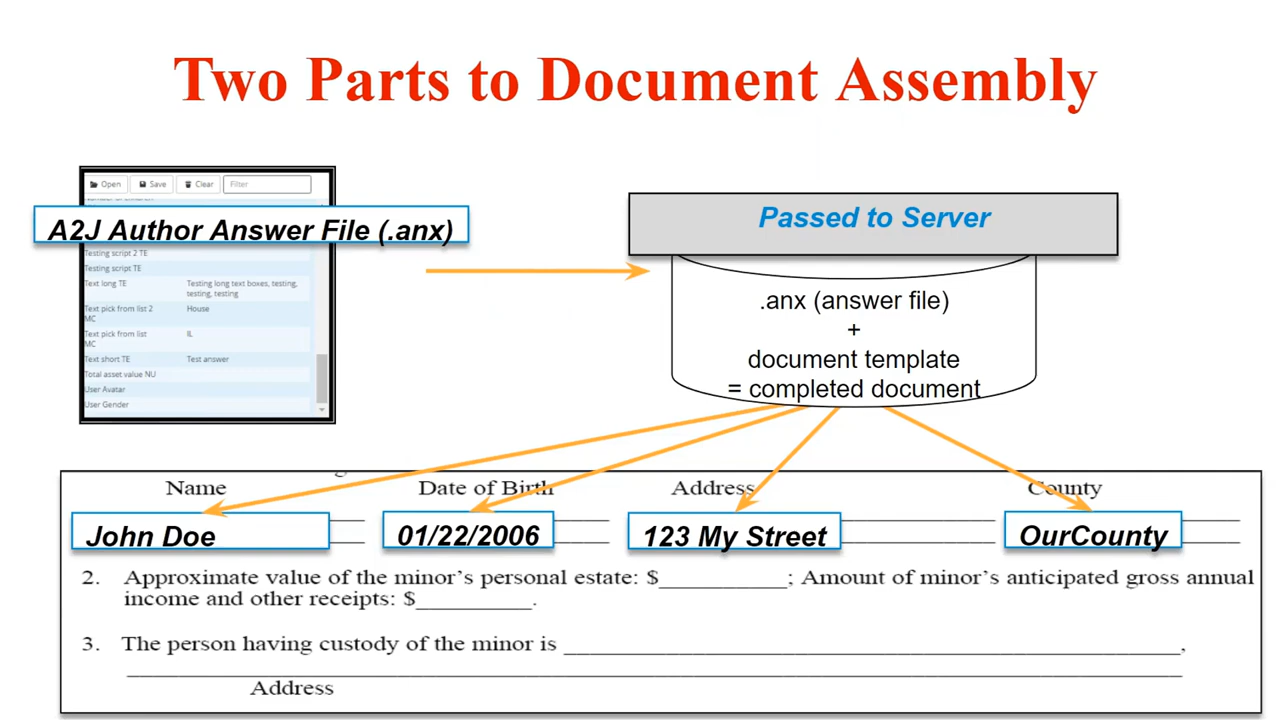 Two Parts to Document Assembly
Open Save Clear Filter
A2J Author Answer File (.anx)
Testing script 2 TE
Testing script TE
Text long TE Testing long text boxes, testing,
testing, testing
Text pick from list 2 House
MC
Text pick from list IL
MC
Text short TE Test answer
Total asset value NU
User Avatar
User Gender
Passed to Server
.anx (answer file)
+
document template
= completed document
Name Date of Birth Address County
John Doe 01/22/2006 123 My Street OurCounty
2. Approximate value of the minor's personal estate: $__________; Amount of minor's anticipated gross annual
income and other receipts: $_________.
3. The person having custody of the minor is ______________________________,
Address